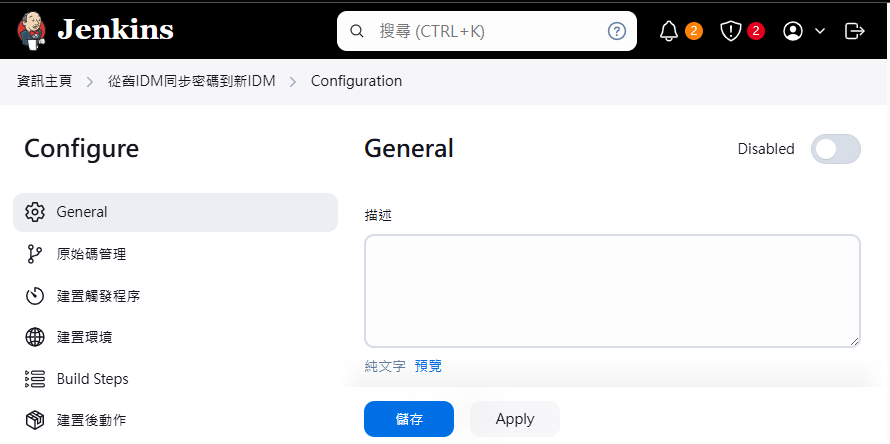 Jenkins
搜尋 (CTRL+K)
2
2
資訊主頁 > 從舊IDM同步密碼到新IDM > Configuration
Configure
General
原始碼管理
建置觸發程序
建置環境
Build Steps
建置後動作
General
Disabled
描述
純文字 預覽
儲存
Apply